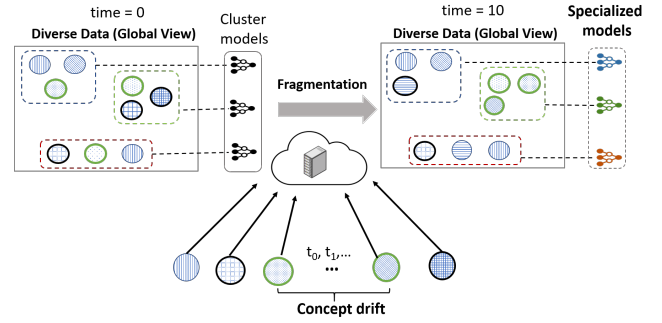 time = 0
Diverse Data (Global View)
Cluster
models
Fragmentation
time = 10
Diverse Data (Global View)
Specialized
models
t0, t1,...
...
Concept drift